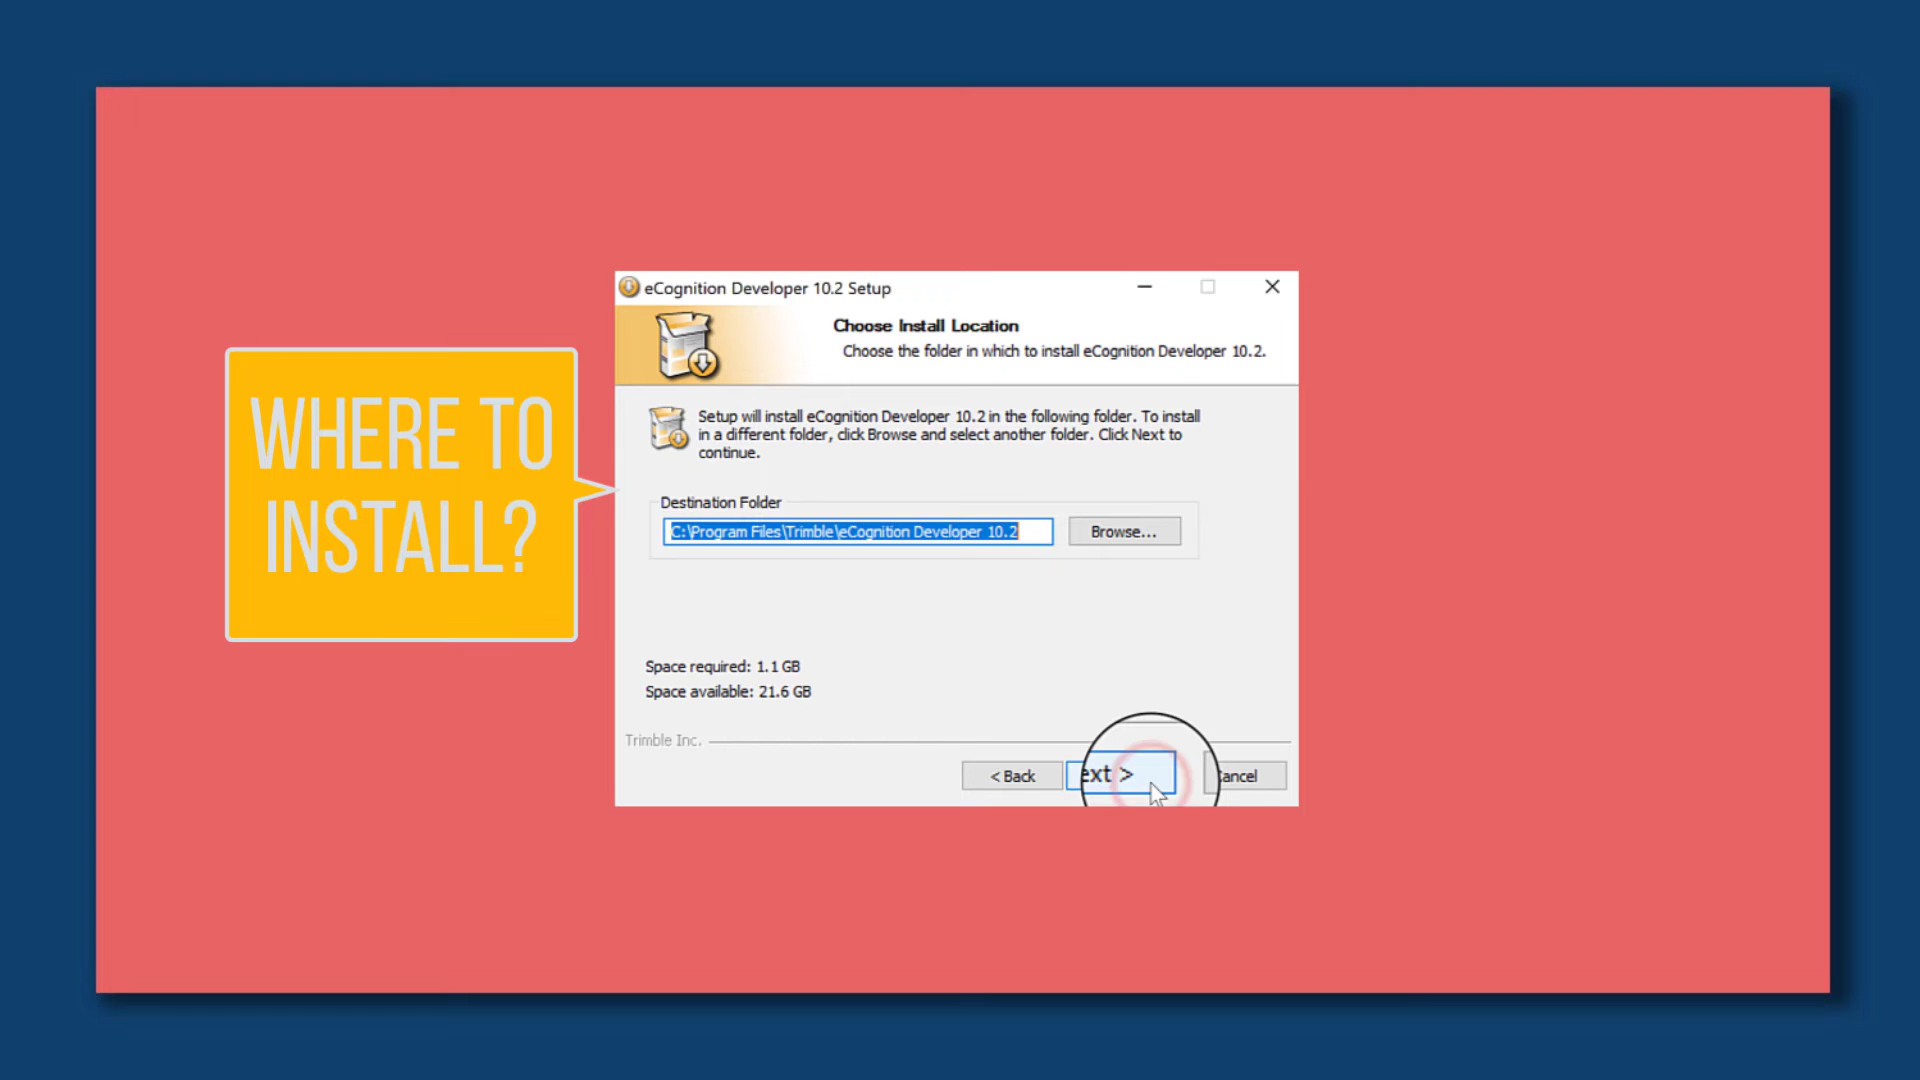 WHERE TO
INSTALL?
eCognition Developer 10.2 Setup
Choose Install Location
Choose the folder in which to install eCognition Developer 10.2.
Setup will install eCognition Developer 10.2 in the following folder. To install
in a different folder, click Browse and select another folder. Click Next to
continue.
Destination Folder
C:\Program Files\Trimble\eCognition Developer 10.2
Browse...
Space required: 1.1 GB
Space available: 21.6 GB
Trimble Inc.
< Back
ext >
ancel